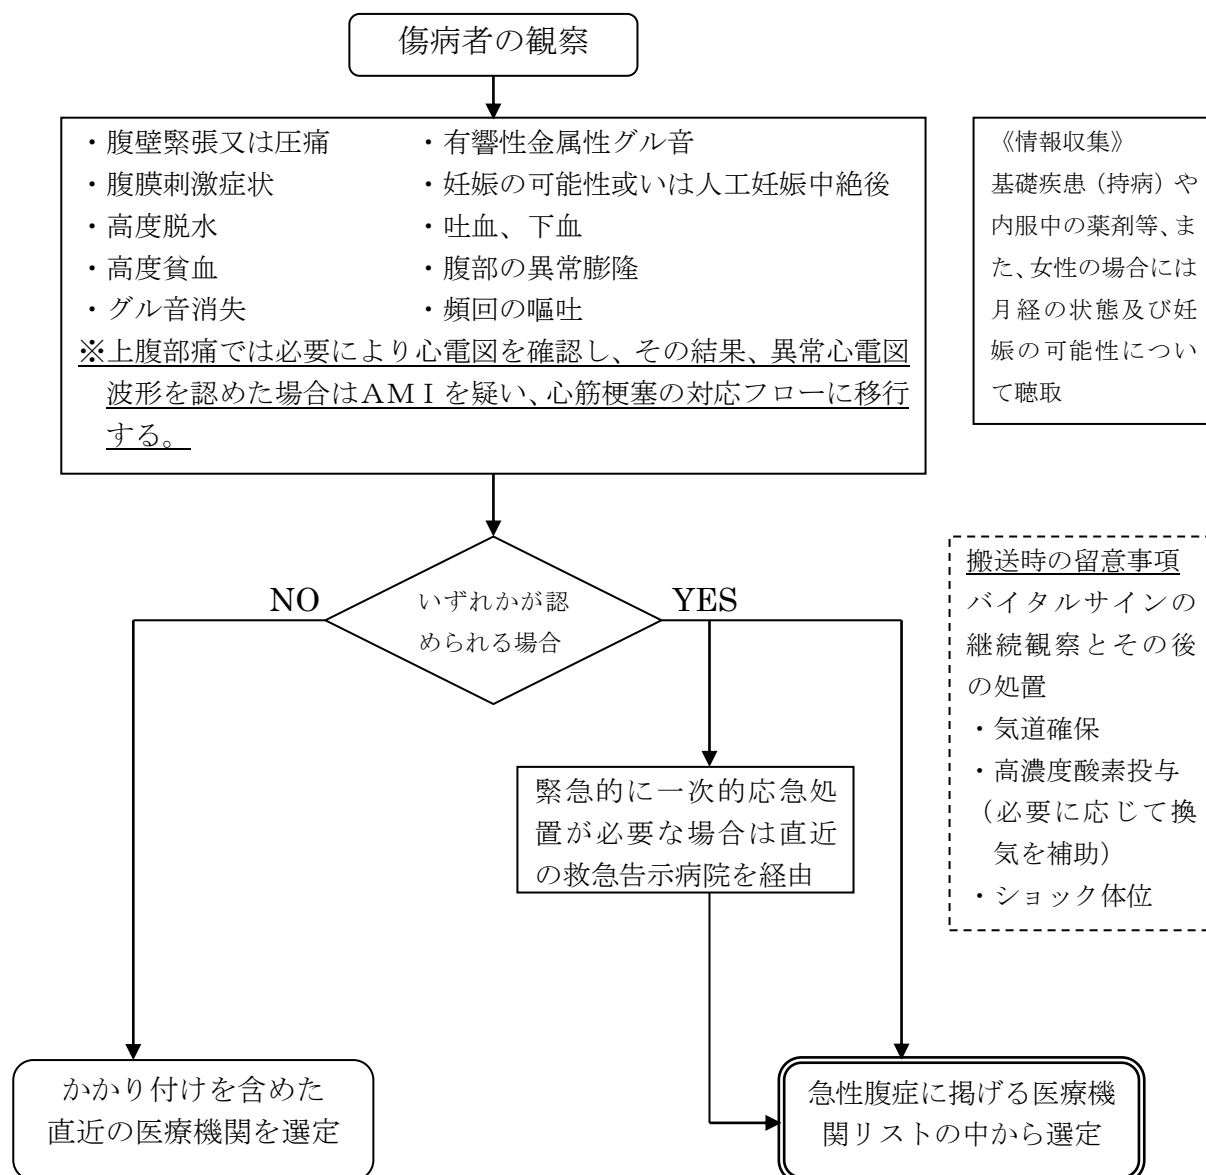 傷病者の観察
・腹壁緊張又は圧痛 ・有響性金属性グル音
・腹膜刺激症状 ・妊娠の可能性或いは人工妊娠中絶後
・高度脱水 ・吐血、下血
・高度貧血 ・腹部の異常膨隆
・グル音消失 ・頻回の嘔吐
※上腹部痛では必要により心電図を確認し、その結果、異常心電図
波形を認めた場合はAMIを疑い、心筋梗塞の対応フローに移行
する。
《情報収集》
基礎疾患（持病）や
内服中の薬剤等、ま
た、女性の場合には
月経の状態及び妊
娠の可能性につい
て聴取
NO
いずれかが認
められる場合
YES
搬送時の留意事項
バイタルサインの
継続観察とその後
の処置
・気道確保
・高濃度酸素投与
（必要に応じて換
気を補助）
・ショック体位
緊急的に一次的応急処
置が必要な場合は直近
の救急告示病院を経由
かかり付けを含めた
直近の医療機関を選定
急性腹症に掲げる医療機
関リストの中から選定